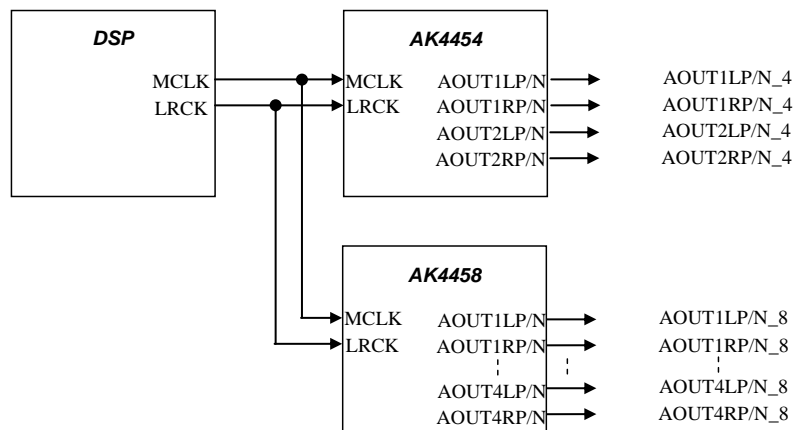 DSP
MCLK
LRCK
AK4454
MCLK AOUT1LP/N
LRCK AOUT1RP/N
AOUT2LP/N
AOUT2RP/N
AOUT1LP/N_4
AOUT1RP/N_4
AOUT2LP/N_4
AOUT2RP/N_4
AK4458
MCLK AOUT1LP/N
LRCK AOUT1RP/N
AOUT4LP/N
AOUT4RP/N
AOUT1LP/N_8
AOUT1RP/N_8
AOUT4LP/N_8
AOUT4RP/N_8